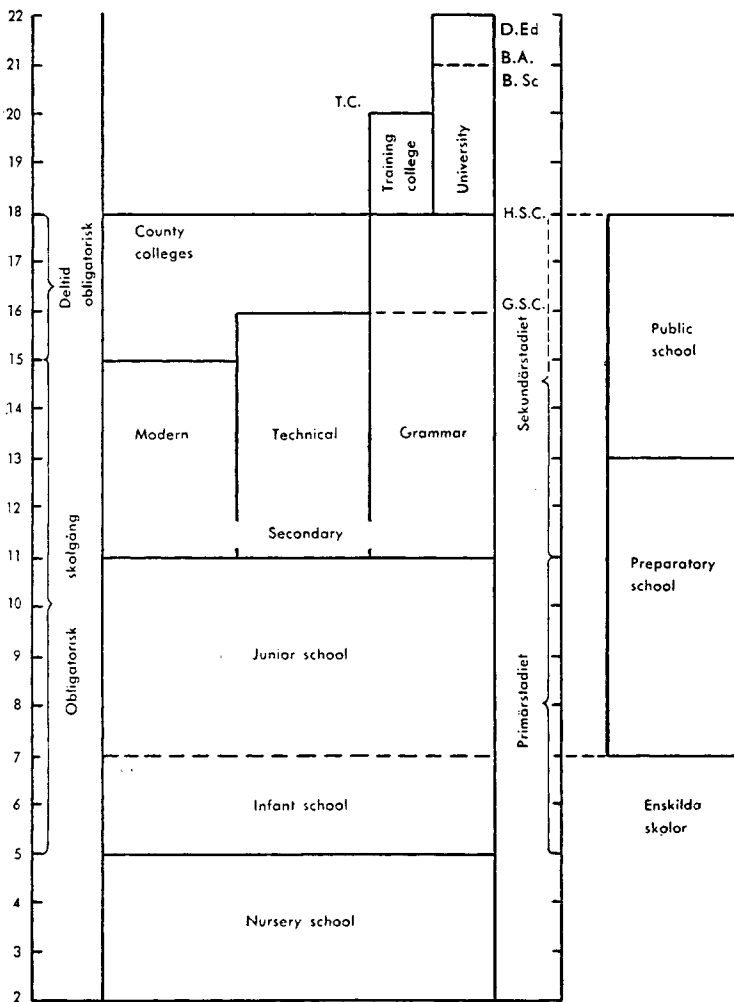 22
21
20
19
18
17
16
15
14
13
12
11
10
9
8
7
6
5
4
3
2
Deltid
obligatorisk
Obligatorisk skolgång
D.Ed
B.A.
B. Sc
T.C.
Training
college
University
H.S.C.
County
colleges
G.S.C.
Modern
Technical
Grammar
Secondary
Junior school
Infant school
Nursery school
Sekundärstadiet
Primärstadiet
Public
school
Preparatory
school
Enskilda
skolor